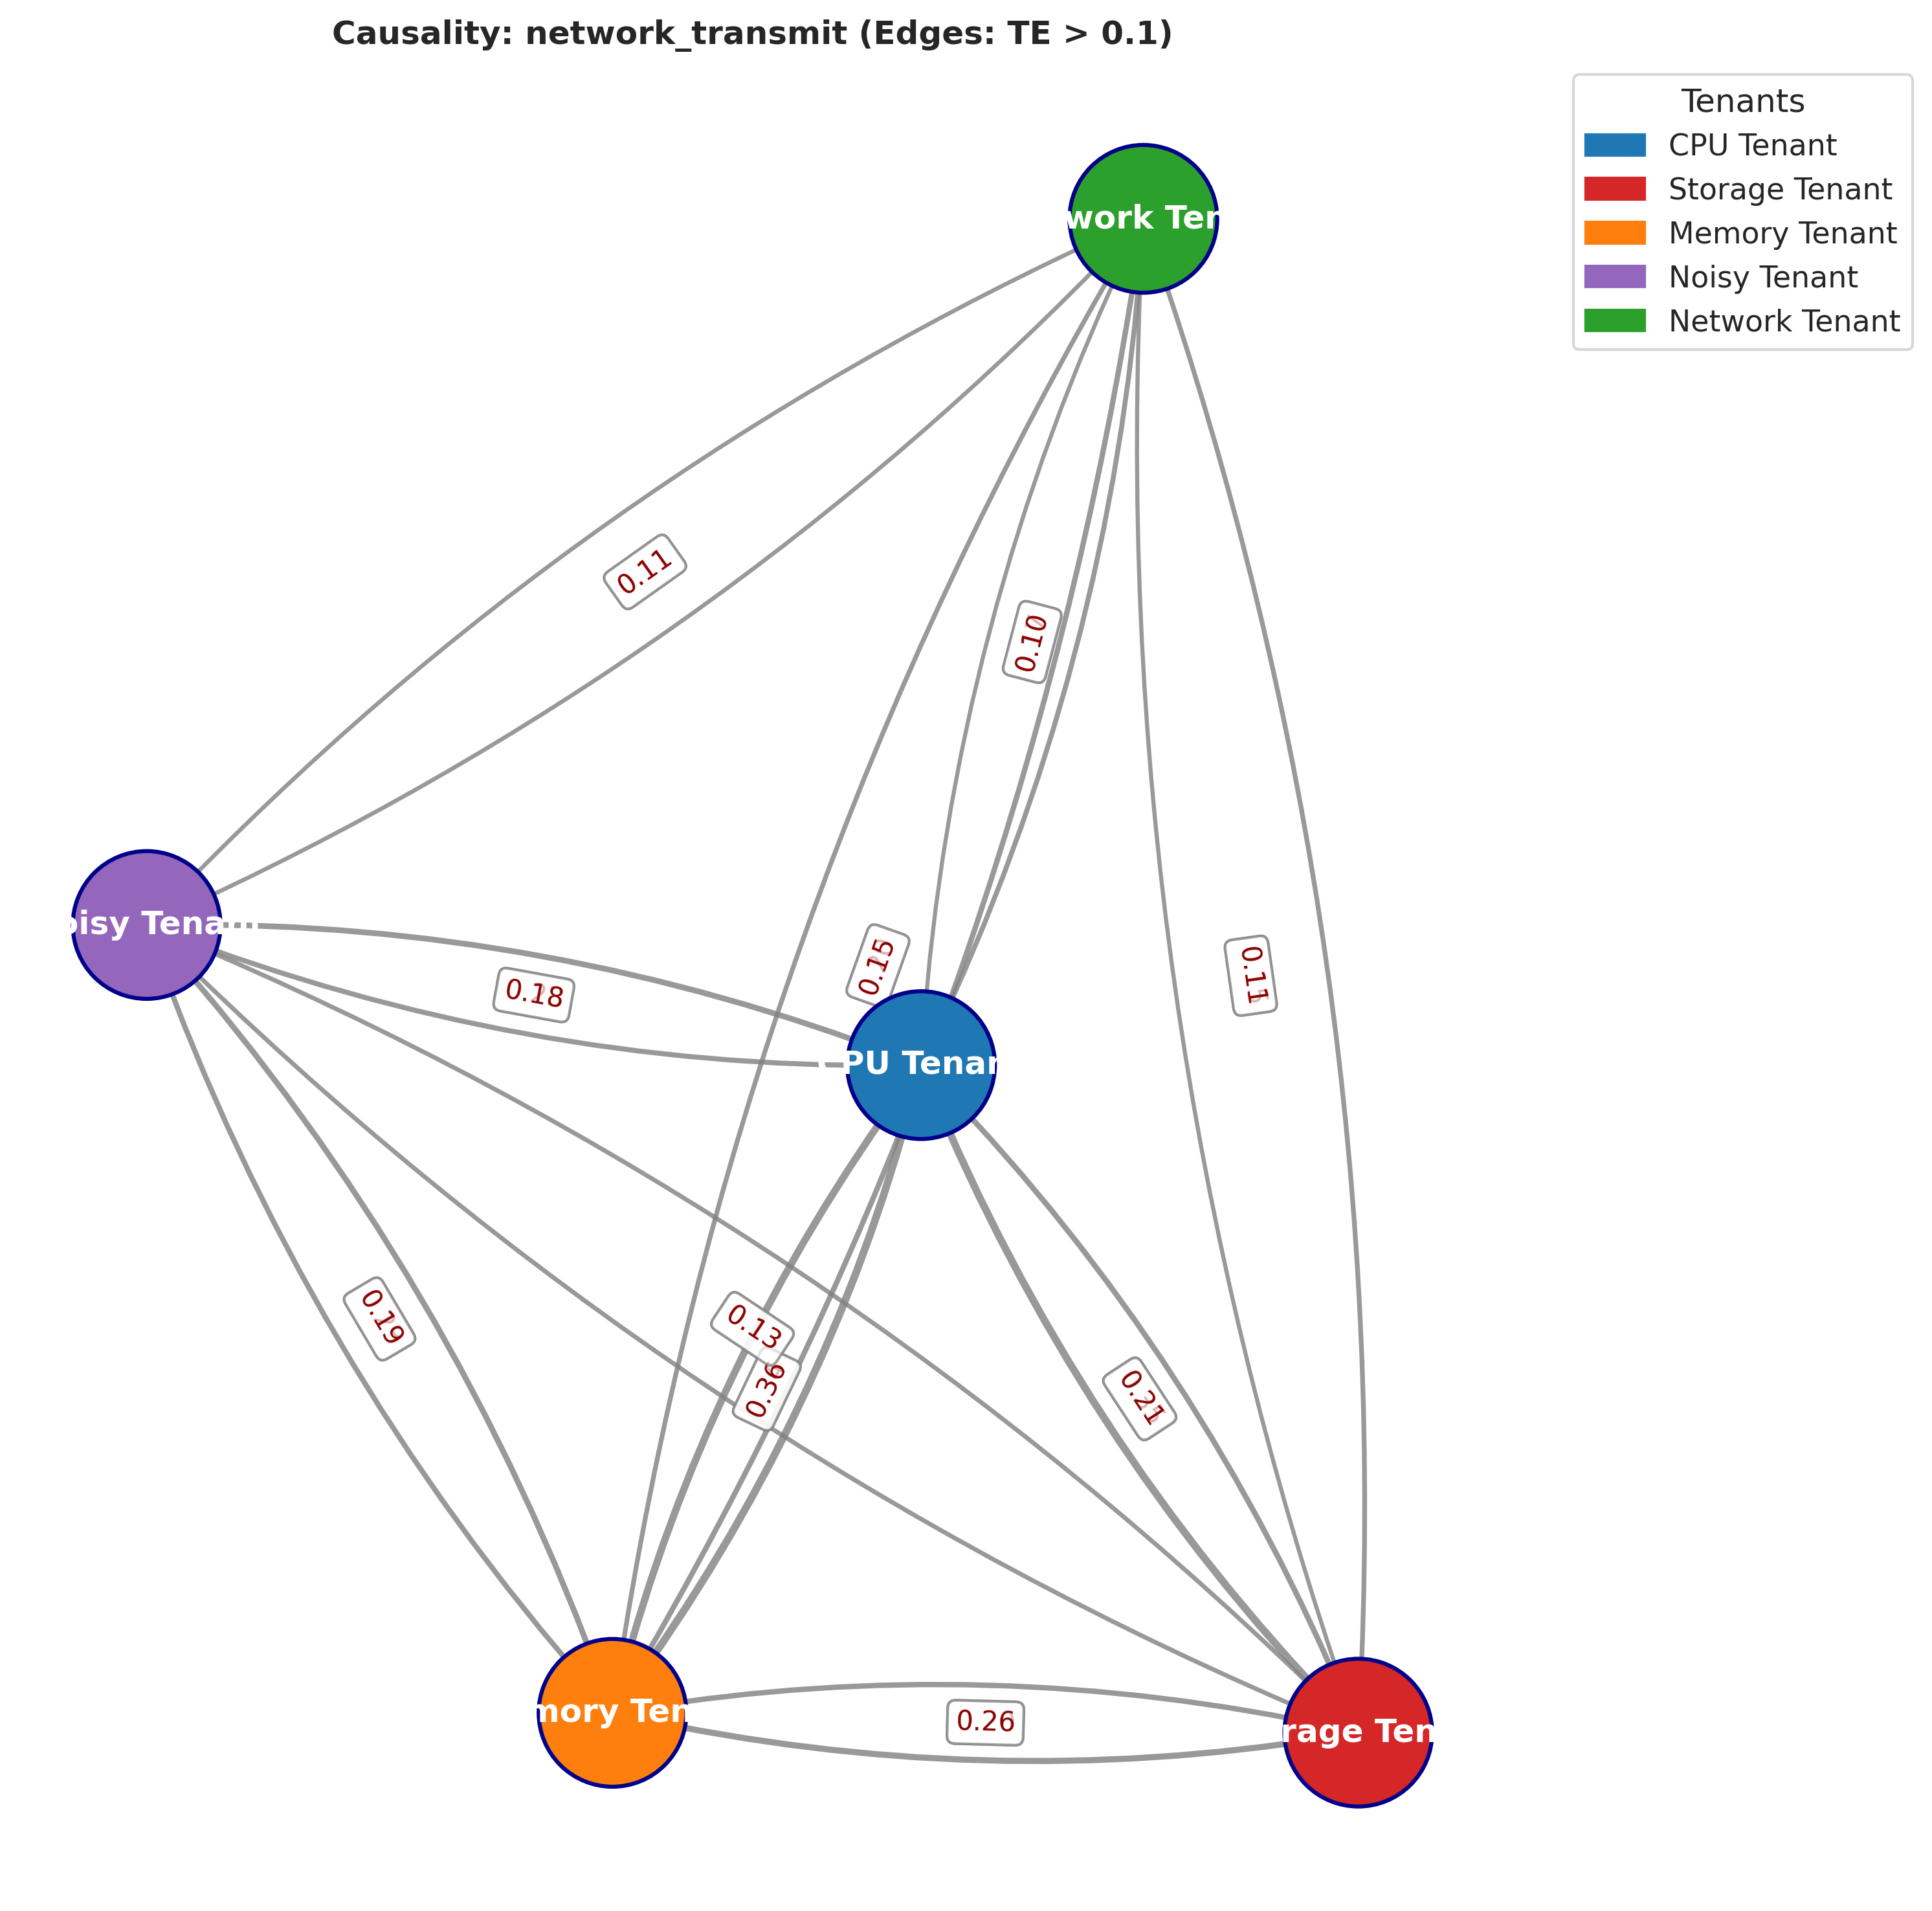 Causality: network_transmit (Edges: TE > 0.1)
Tenants
CPU Tenant
Storage Tenant
Memory Tenant
Noisy Tenant
Network Tenant
work Ten
0.11
0.10
oisy Tena
0.18
0.15
0.11
PU Tenan
0.19
0.13
0.36
0.21
mory Ten
0.26
rage Ten